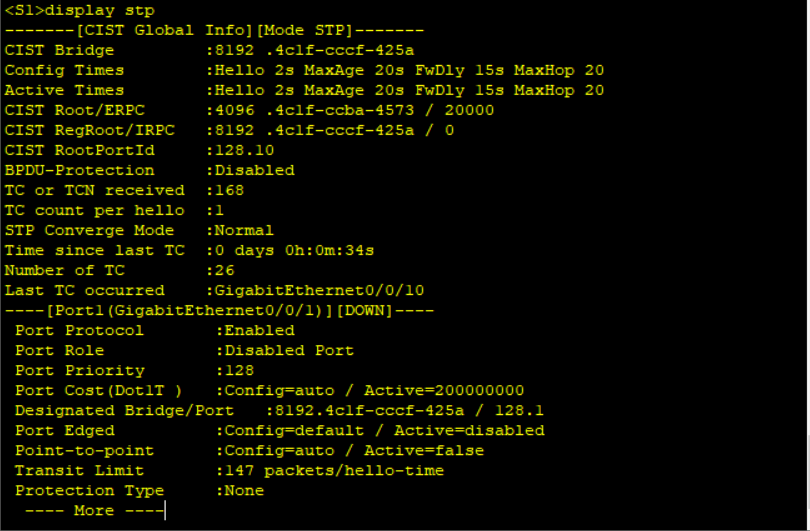 <S1>display stp
-------[CIST Global Info][Mode STP]-------
CIST Bridge         :8192 .4c1f-cccf-425a
Config Times        :Hello 2s MaxAge 20s FwDly 15s MaxHop 20
Active Times        :Hello 2s MaxAge 20s FwDly 15s MaxHop 20
CIST Root/ERPC      :4096 .4c1f-ccba-4573 / 20000
CIST RegRoot/IRPC   :8192 .4c1f-cccf-425a / 0
CIST RootPortId     :128.10
BPDU-Protection     :Disabled
TC or TCN received  :168
TC count per hello  :1
STP Converge Mode   :Normal
Time since last TC  :0 days 0h:0m:34s
Number of TC        :26
Last TC occurred    :GigabitEthernet0/0/10
----[Port1(GigabitEthernet0/0/1)][DOWN]----
 Port Protocol       :Enabled
 Port Role           :Disabled Port
 Port Priority       :128
 Port Cost(Dot1T )   :Config=auto / Active=200000000
 Designated Bridge/Port   :8192.4c1f-cccf-425a / 128.1
 Port Edged          :Config=default / Active=disabled
 Point-to-point      :Config=auto / Active=false
 Transit Limit       :147 packets/hello-time
 Protection Type     :None
  ---- More ----